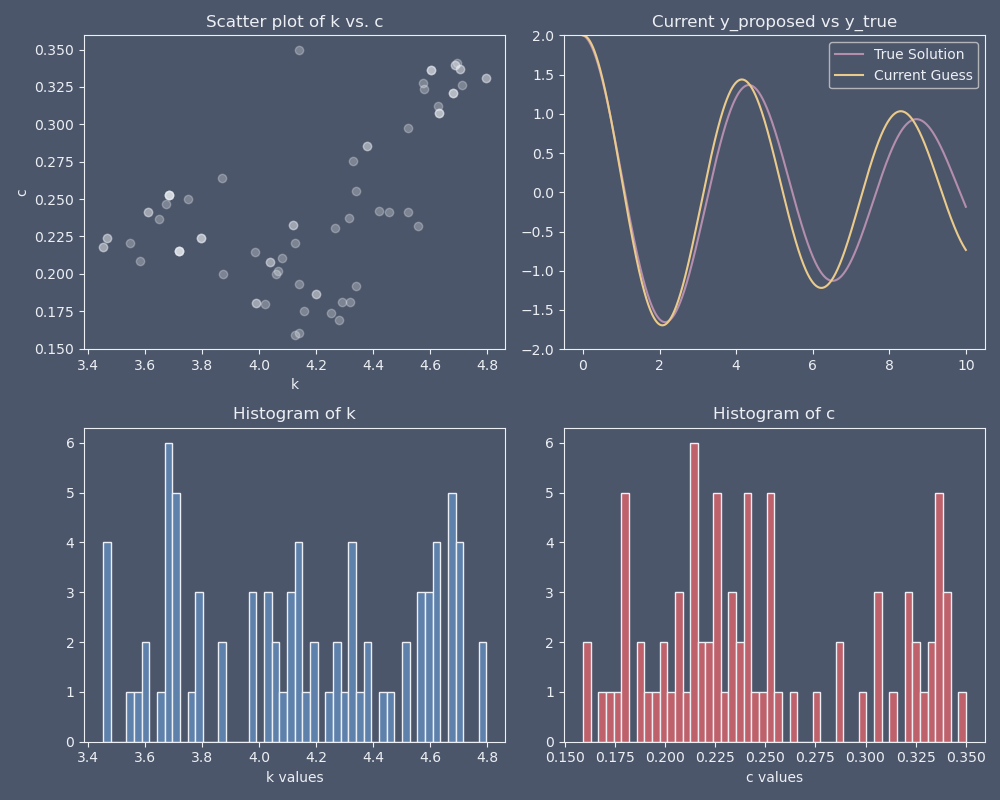 Scatter plot of k vs. c
0.350
0.325
0.300
0.275
0.250
0.225
0.200
0.175
0.150
c
3.4 3.6 3.8 4.0 4.2 4.4 4.6 4.8
k
Current y_proposed vs y_true
True Solution
Current Guess
2.0
1.5
1.0
0.5
0.0
−0.5
−1.0
−1.5
−2.0
0 2 4 6 8 10
Histogram of k
6
5
4
3
2
1
0
3.4 3.6 3.8 4.0 4.2 4.4 4.6 4.8
k values
Histogram of c
6
5
4
3
2
1
0
0.150 0.175 0.200 0.225 0.250 0.275 0.300 0.325 0.350
c values